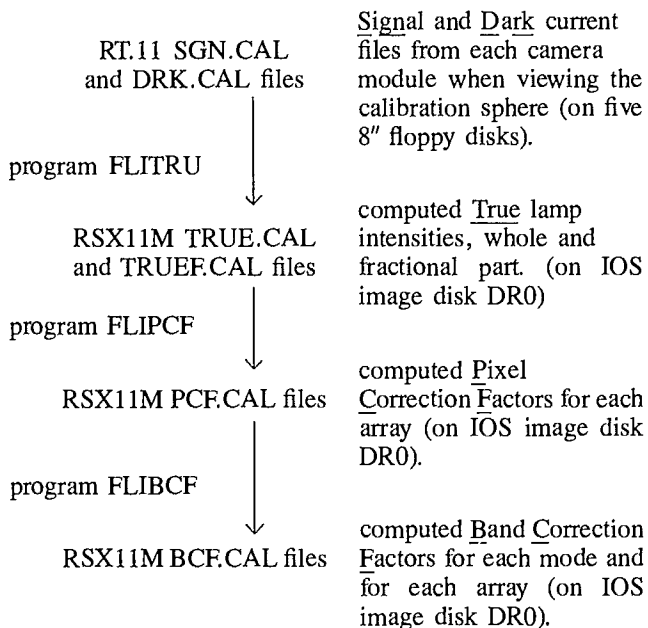 RT.11 SGN.CAL
and DRK.CAL files
Signal and Dark current
files from each camera
module when viewing the
calibration sphere (on five
8" floppy disks).
program FLITRU
RSX11M TRUE.CAL
and TRUEF.CAL files
computed True lamp
intensities, whole and
fractional part. (on IOS
image disk DR0)
program FLIPCF
RSX11M PCF.CAL files
computed Pixel
Correction Factors for each
array (on IOS image disk
DR0).
program FLIBCF
RSX11M BCF.CAL files
computed Band Correction
Factors for each mode and
for each array (on IOS
image disk DR0).